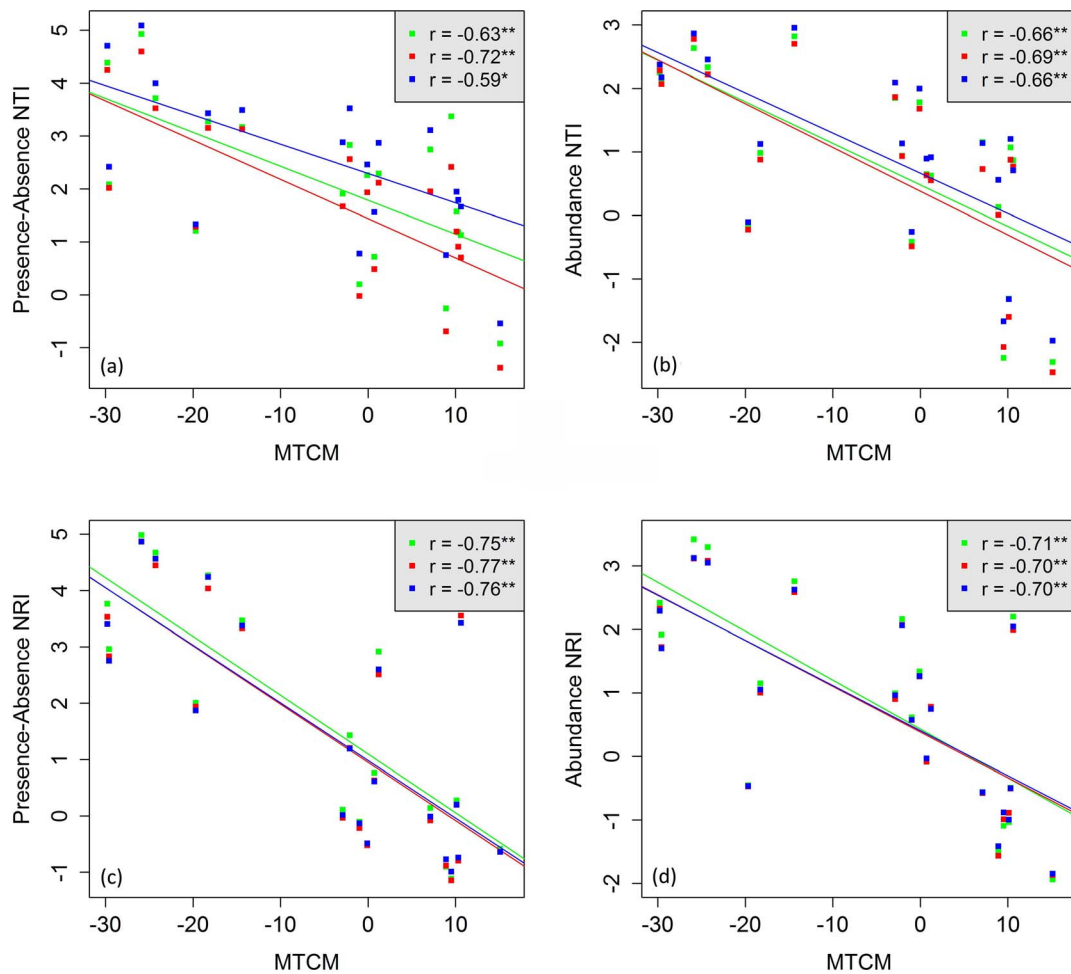 Presence-Absence NTI
5
4
3
2
1
0
-1
r = -0.63**
r = -0.72**
r = -0.59*
(a)
-30 -20 -10 0 10
MTCM
Abundance NTI
3
2
1
0
-1
-2
r = -0.66**
r = -0.69**
r = -0.66**
(b)
-30 -20 -10 0 10
MTCM
Presence-Absence NRI
5
4
3
2
1
0
-1
r = -0.75**
r = -0.77**
r = -0.76**
(c)
-30 -20 -10 0 10
MTCM
Abundance NRI
3
2
1
0
-1
-2
r = -0.71**
r = -0.70**
r = -0.70**
(d)
-30 -20 -10 0 10
MTCM